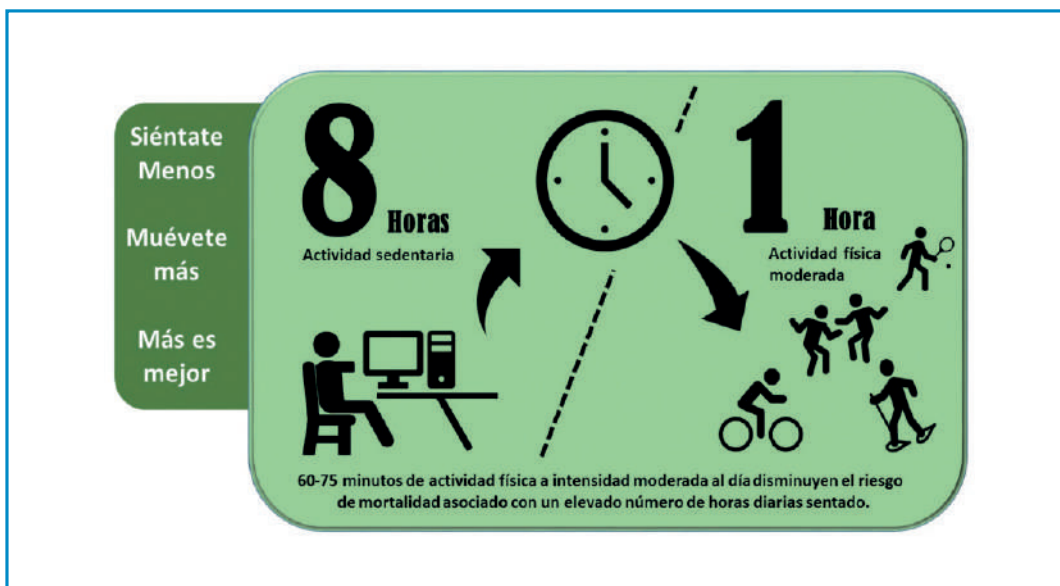 Siéntate
Menos
Muévete
más
Más es
mejor
8
Horas
Actividad sedentaria
1
Hora
Actividad física
moderada
60-75 minutos de actividad física a intensidad moderada al día disminuyen el riesgo
de mortalidad asociado con un elevado número de horas diarias sentado.